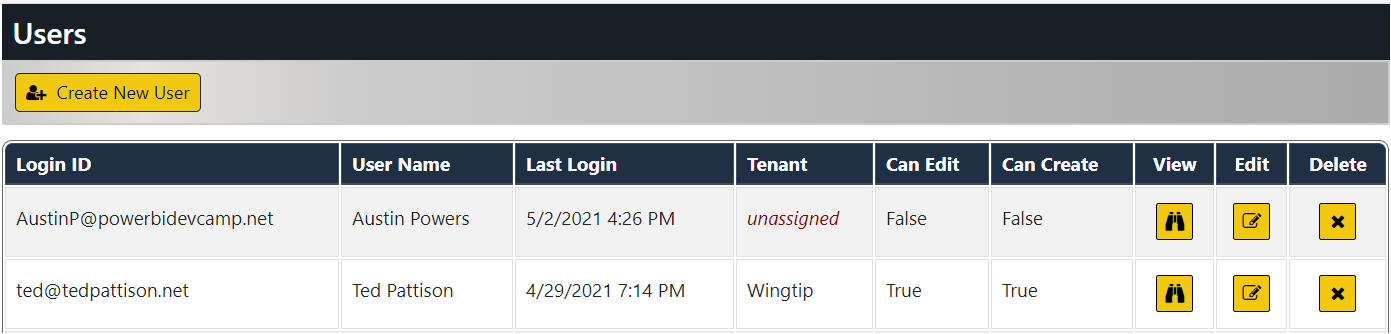 Users
Create New User
Login ID User Name Last Login Tenant Can Edit Can Create View Edit Delete
AustinP@powerbidevcamp.net Austin Powers 5/2/2021 4:26 PM unassigned False False
ted@tedpattison.net Ted Pattison 4/29/2021 7:14 PM Wingtip True True